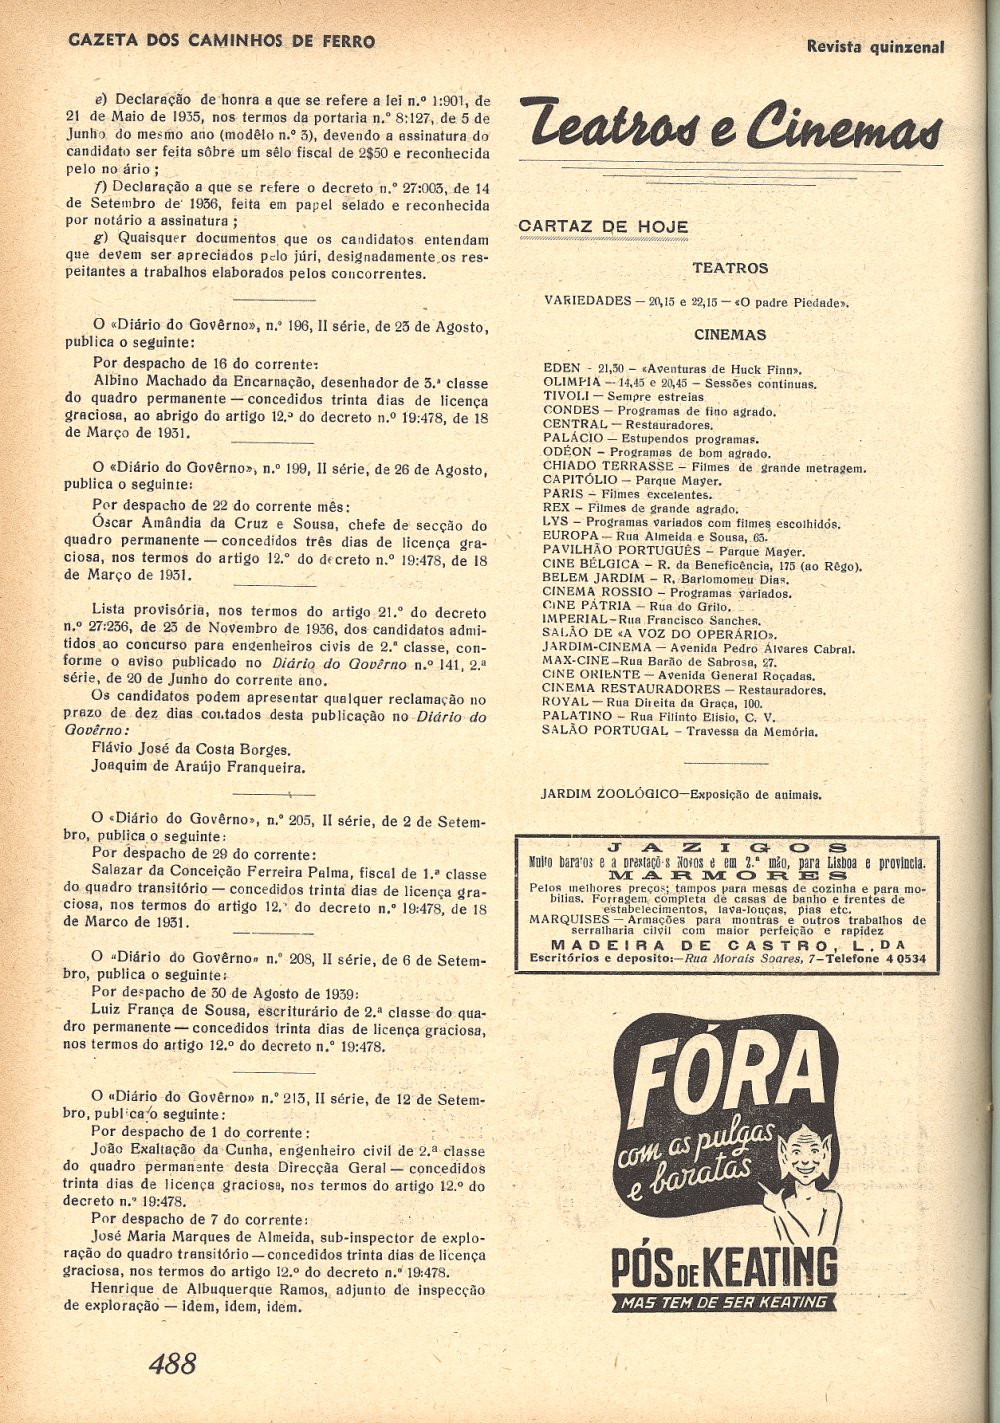 GAZETA DOS CAMINHOS DE FERRO
Revista quinzenal
e) Declaração de honra a que se refere a lei n.º 1:901, de
21 de Maio de 1935, nos termos da portaria n.º 8:127, de 5 de
Junho do mesmo ano (modêlo n.º 3), devendo a assinatura do
candidato ser feita sôbre um sêlo fiscal de 2$50 e reconhecida
pelo no ário ;
f) Declaração a que se refere o decreto n.º 27:003, de 14
de Setembro de 1936, feita em papel selado e reconhecida
por notário a assinatura ;
g) Quaisquer documentos que os candidatos entendam
que devem ser apreciados pelo júri, designadamente os res-
peitantes a trabalhos elaborados pelos concorrentes.
O «Diário do Govêrno», n.º 196, II série, de 23 de Agosto,
publica o seguinte:
Por despacho de 16 do corrente:
Albino Machado da Encarnação, desenhador de 3.ª classe
do quadro permanente — concedidos trinta dias de licença
graciosa, ao abrigo do artigo 12.º do decreto n.º 19:478, de 18
de Março de 1931.
O «Diário do Govêrno», n.º 199, II série, de 26 de Agosto,
publica o seguinte:
Por despacho de 22 do corrente mês:
Óscar Amândia da Cruz e Sousa, chefe de secção do
quadro permanente — concedidos três dias de licença gra-
ciosa, nos termos do artigo 12.º do decreto n.º 19:478, de 18
de Março de 1931.
Lista provisória, nos termos do artigo 21.º do decreto
n.º 27:236, de 23 de Novembro de 1936, dos candidatos admi-
tidos ao concurso para engenheiros civis de 2.ª classe, con-
forme o aviso publicado no Diário do Govêrno n.º 141, 2.ª
série, de 20 de Junho do corrente ano.
Os candidatos podem apresentar qualquer reclamação no
prazo de dez dias contados desta publicação no Diário do
Govêrno:
Flávio José da Costa Borges.
Joaquim de Araújo Franqueira.
O «Diário do Govêrno», n.º 205, II série, de 2 de Setem-
bro, publica o seguinte:
Por despacho de 29 do corrente:
Salazar da Conceição Ferreira Palma, fiscal de 1.ª classe
do quadro transitório — concedidos trinta dias de licença gra-
ciosa, nos termos do artigo 12.º do decreto n.º 19:478, de 18
de Marco de 1931.
O «Diário do Govêrno» n.º 208, II série, de 6 de Setem-
bro, publica o seguinte:
Por despacho de 30 de Agosto de 1939:
Luiz França de Sousa, escriturário de 2.ª classe do qua-
dro permanente — concedidos trinta dias de licença graciosa,
nos termos do artigo 12.º do decreto n.º 19:478.
O «Diário do Govêrno» n.º 213, II série, de 12 de Setem-
bro, publica o seguinte:
Por despacho de 1 do corrente:
João Exaltação da Cunha, engenheiro civil de 2.ª classe
do quadro permanente desta Direcção Geral — concedidos
trinta dias de licença graciosa, nos termos do artigo 12.º do
decreto n.º 19:478.
Por despacho de 7 do corrente:
José Maria Marques de Almeida, sub-inspector de explo-
ração do quadro transitório — concedidos trinta dias de licença
graciosa, nos termos do artigo 12.º do decreto n.º 19:478.
Henrique de Albuquerque Ramos, adjunto de inspecção
de exploração — idem, idem, idem.
488
Teatros e Cinemas
CARTAZ DE HOJE
TEATROS
VARIEDADES — 20,15 e 22,15 — «O padre Piedade».
CINEMAS
EDEN - 21,30 — «Aventuras de Huck Finn».
OLIMPIA — 14,45 e 20,45 — Sessões contínuas.
TIVOLI — Sempre estreias
CONDES — Programas de fino agrado.
CENTRAL — Restauradores.
PALÁCIO — Estupendos programas.
ODÉON — Programas de bom agrado.
CHIADO TERRASSE — Filmes de grande metragem.
CAPITÓLIO — Parque Mayer.
PARIS — Filmes excelentes.
REX — Filmes de grande agrado.
LYS — Programas variados com filmes escolhidos.
EUROPA — Rua Almeida e Sousa, 63.
PAVILHÃO PORTUGUÊS — Parque Mayer.
CINE BÉLGICA — R. da Beneficência, 175 (ao Rêgo).
BELEM JARDIM — R. Bartomomeu Dias.
CINEMA ROSSIO — Programas variados.
CINE PÁTRIA — Rua do Grilo.
IMPERIAL — Rua Francisco Sanches.
SALÃO DE «A VOZ DO OPERÁRIO».
JARDIM-CINEMA — Avenida Pedro Álvares Cabral.
MAX-CINE — Rua Barão de Sabrosa, 27.
CINE ORIENTE — Avenida General Roçadas.
CINEMA RESTAURADORES — Restauradores.
ROYAL — Rua Direita da Graça, 100.
PALATINO — Rua Filinto Elisio, C. V.
SALÃO PORTUGAL — Travessa da Memória.
JARDIM ZOOLÓGICO—Exposição de animais.
JAZIGOS
Muito baratos e a prestaçõis Novos e em 2.ª mão, para Lisboa e província.
MARMORES
Pelos melhores preços; tampos para mesas de cozinha e para mo-
bilias. Forragem completa de casas de banho e frentes de
estabelecimentos, lava-louças, pias etc.
MARQUISES — Armações para montras e outros trabalhos de
serralharia cilvil com maior perfeição e rapidez
MADEIRA DE CASTRO, L.DA
Escritórios e deposito:—Rua Morais Soares, 7—Telefone 4 0534
FÓRA
com as pulgas
e baratas
PÓS DE KEATING
MAS TEM DE SER KEATING